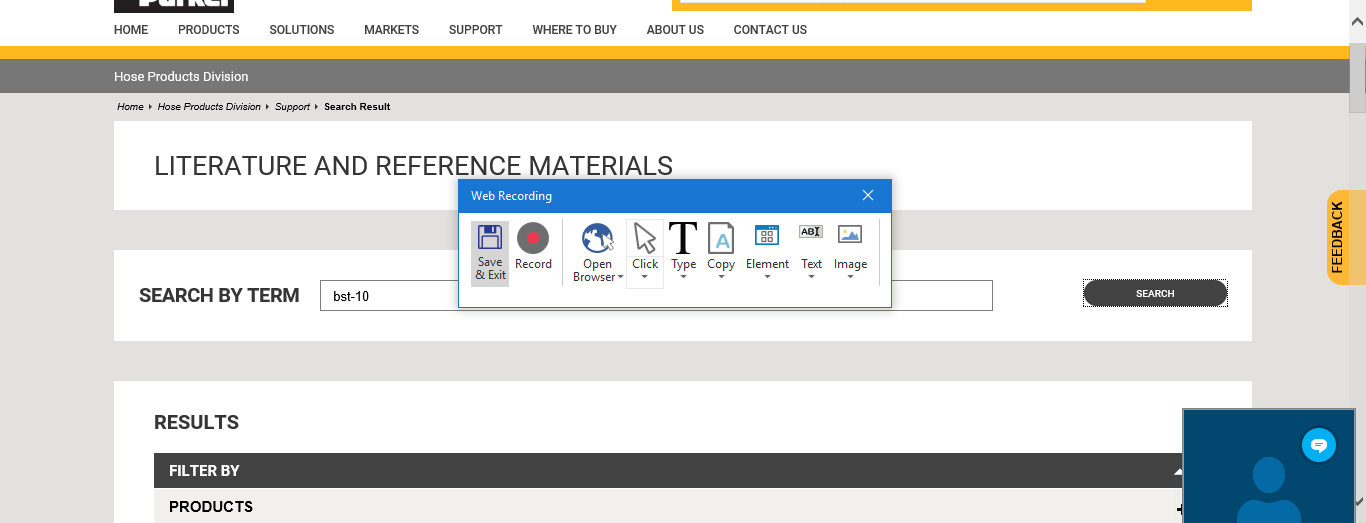 Parker
HOME PRODUCTS SOLUTIONS MARKETS SUPPORT WHERE TO BUY ABOUT US CONTACT US
Hose Products Division
Home Hose Products Division Support Search Result
LITERATURE AND REFERENCE MATERIALS
Web Recording
Save & Exit
Record
Open Browser
Click
Type
Copy
Element
ABI
Text
Image
FEEDBACK
SEARCH BY TERM
bst-10
SEARCH
RESULTS
FILTER BY
PRODUCTS